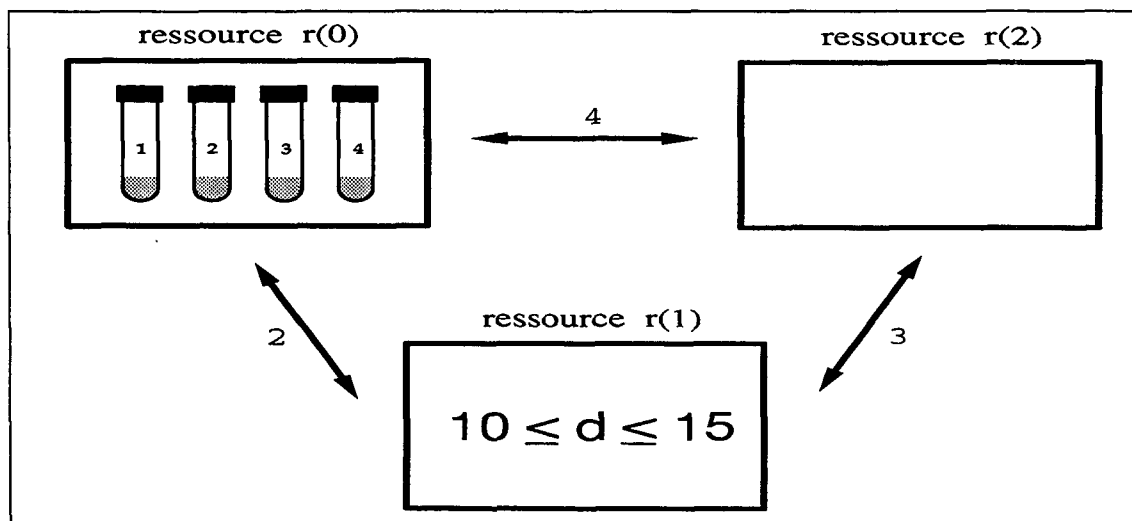 ressource r(0)
ressource r(2)
1 2 3 4
4
2
3
ressource r(1)
10 ≤ d ≤ 15